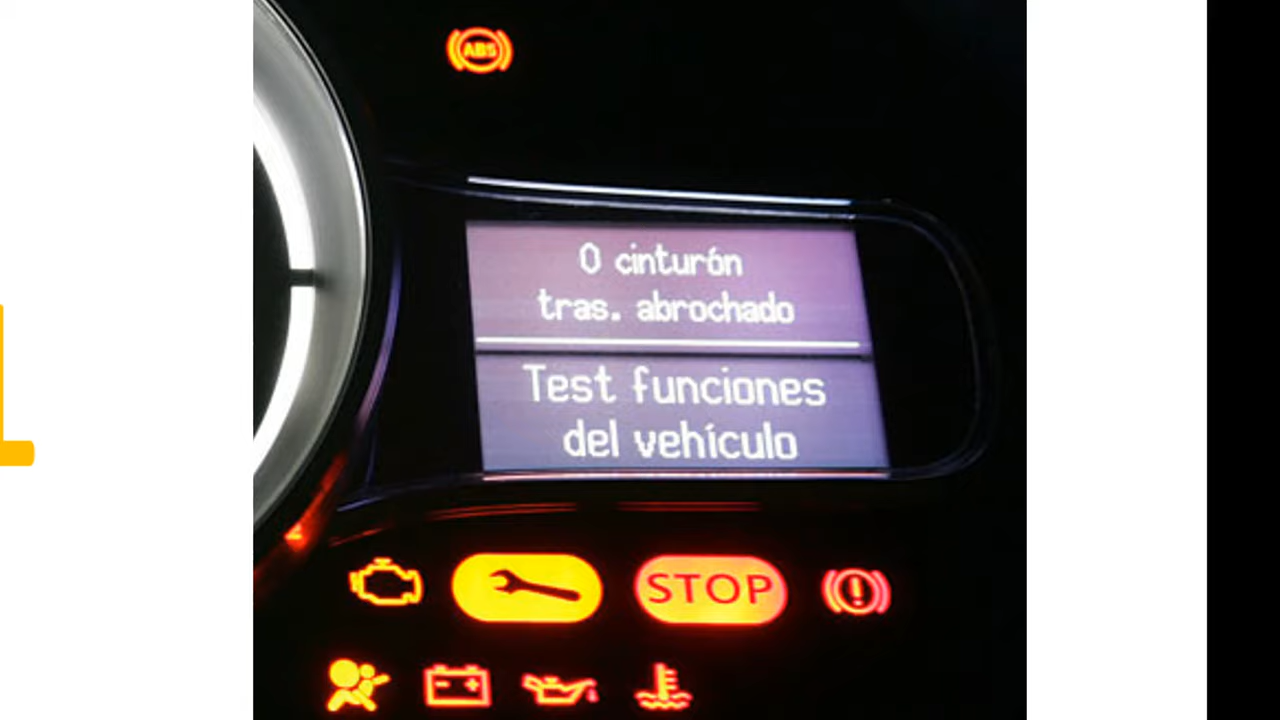 ABS
0 cinturón
tras. abrochado
Test funciones
del vehículo
STOP